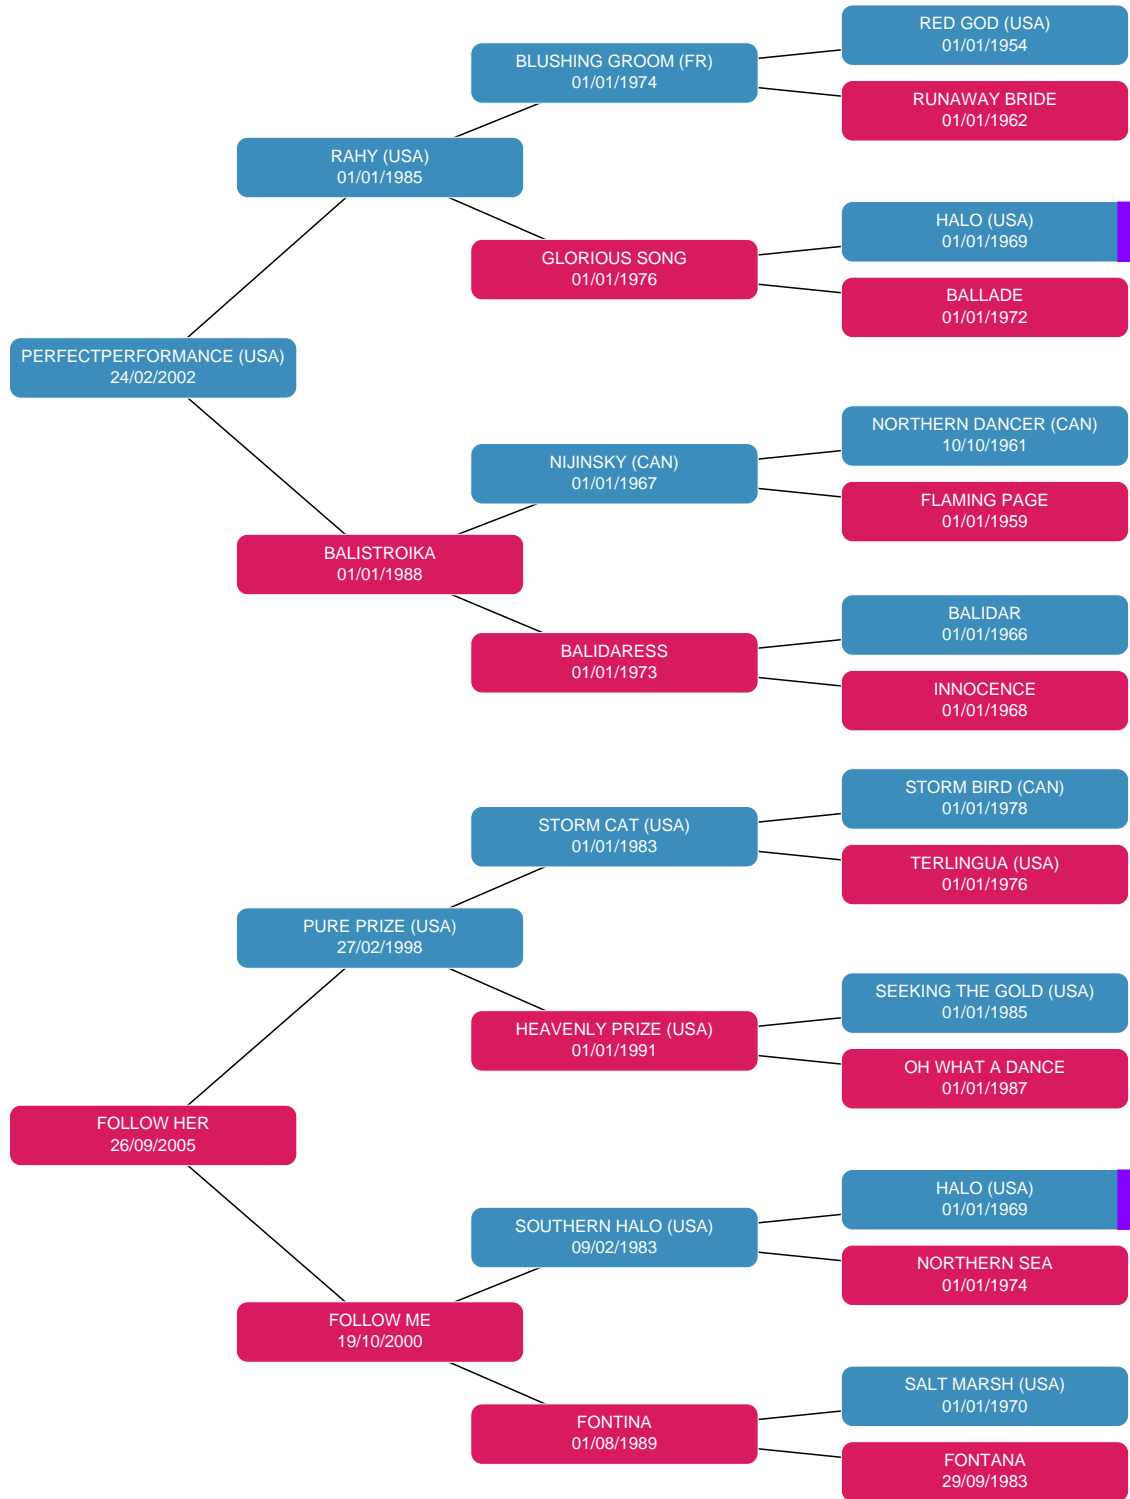 RED GOD (USA)
01/01/1954
BLUSHING GROOM (FR)
01/01/1974
RUNAWAY BRIDE
01/01/1962
RAHY (USA)
01/01/1985
HALO (USA)
01/01/1969
GLORIOUS SONG
01/01/1976
BALLADE
01/01/1972
PERFECTPERFORMANCE (USA)
24/02/2002
NORTHERN DANCER (CAN)
10/10/1961
NIJINSKY (CAN)
01/01/1967
FLAMING PAGE
01/01/1959
BALISTROIKA
01/01/1988
BALIDAR
01/01/1966
BALIDARESS
01/01/1973
INNOCENCE
01/01/1968
STORM BIRD (CAN)
01/01/1978
STORM CAT (USA)
01/01/1983
TERLINGUA (USA)
01/01/1976
PURE PRIZE (USA)
27/02/1998
SEEKING THE GOLD (USA)
01/01/1985
HEAVENLY PRIZE (USA)
01/01/1991
OH WHAT A DANCE
01/01/1987
FOLLOW HER
26/09/2005
HALO (USA)
01/01/1969
SOUTHERN HALO (USA)
09/02/1983
NORTHERN SEA
01/01/1974
FOLLOW ME
19/10/2000
SALT MARSH (USA)
01/01/1970
FONTINA
01/08/1989
FONTANA
29/09/1983